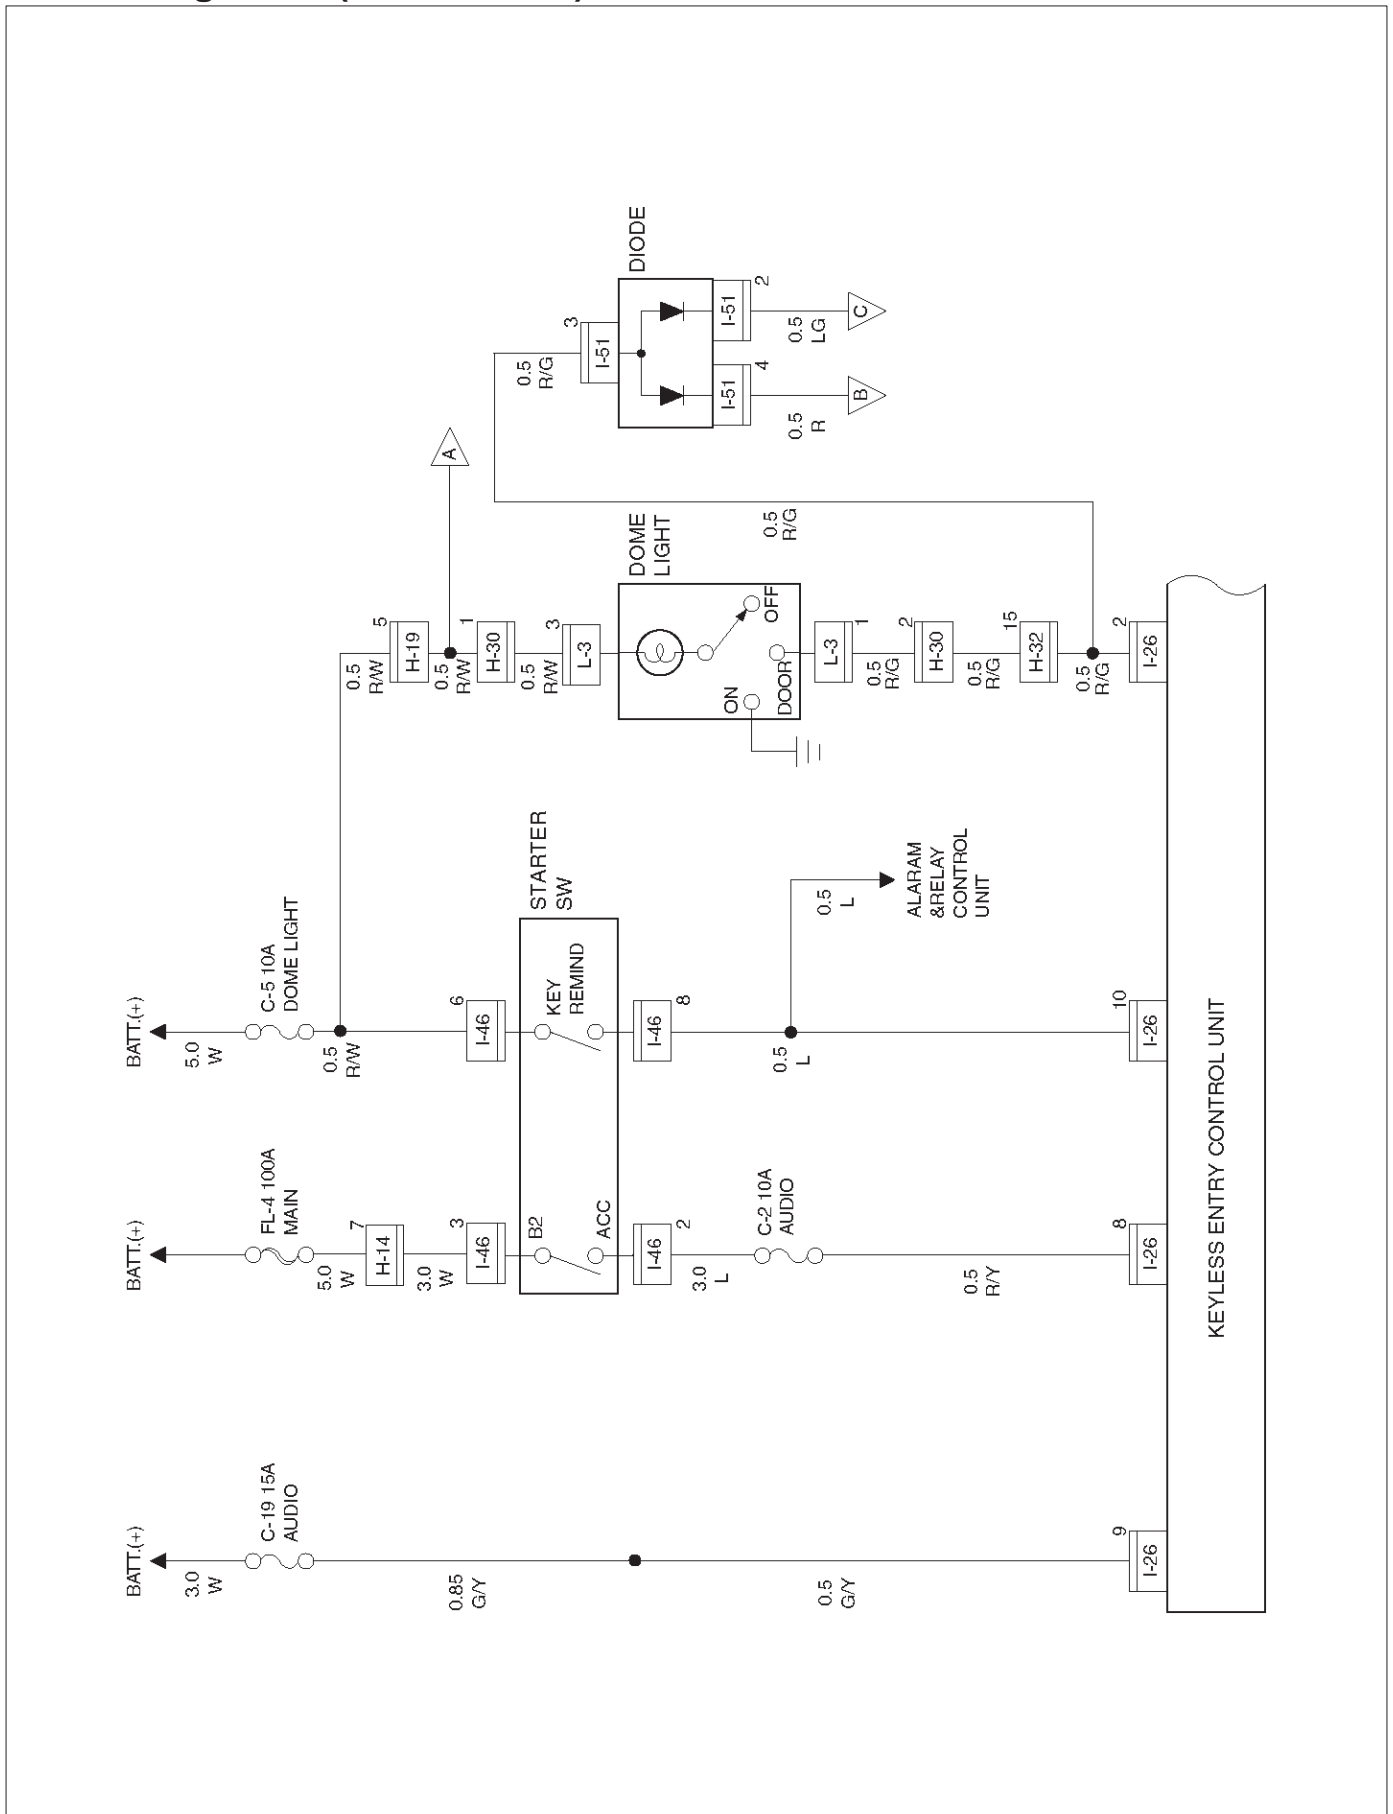 BATT.(+)
3.0
W
C-19 15A
AUDIO
0.85
G/Y
0.5
G/Y
9
I-26
BATT.(+)
FL-4 100A
MAIN
5.0
W
7
H-14
3.0
W
3
I-46
B2
ACC
I-46
2
3.0
L
C-2 10A
AUDIO
0.5
R/Y
8
I-26
BATT.(+)
5.0
W
C-5 10A
DOME LIGHT
0.5
R/W
6
I-46
KEY
REMIND
STARTER
SW
I-46
8
0.5
L
0.5
L
ALARAM
&RELAY
CONTROL
UNIT
10
I-26
0.5
R/W
5
H-19
0.5
R/W
A
1
H-30
0.5
R/W
3
L-3
DOME
LIGHT
ON
OFF
DOOR
L-3
1
0.5
R/G
2
H-30
0.5
R/G
15
H-32
0.5
R/G
2
I-26
0.5
R/G
0.5
R/G
3
I-51
DIODE
I-51
4
0.5
R
B
I-51
2
0.5
LG
C
KEYLESS ENTRY CONTROL UNIT